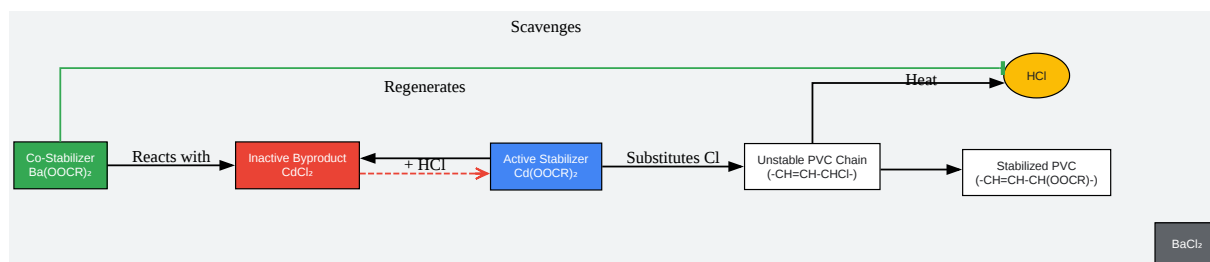 Scavenges
Regenerates
Heat
HCl
Co-Stabilizer
Ba(OOCR)₂
Reacts with
Inactive Byproduct
CdCl₂
+ HCl
Active Stabilizer
Cd(OOCR)₂
Substitutes Cl
Unstable PVC Chain
(-CH=CH-CHCl-)
Stabilized PVC
(-CH=CH-CH(OOCR)-)
BaCl₂